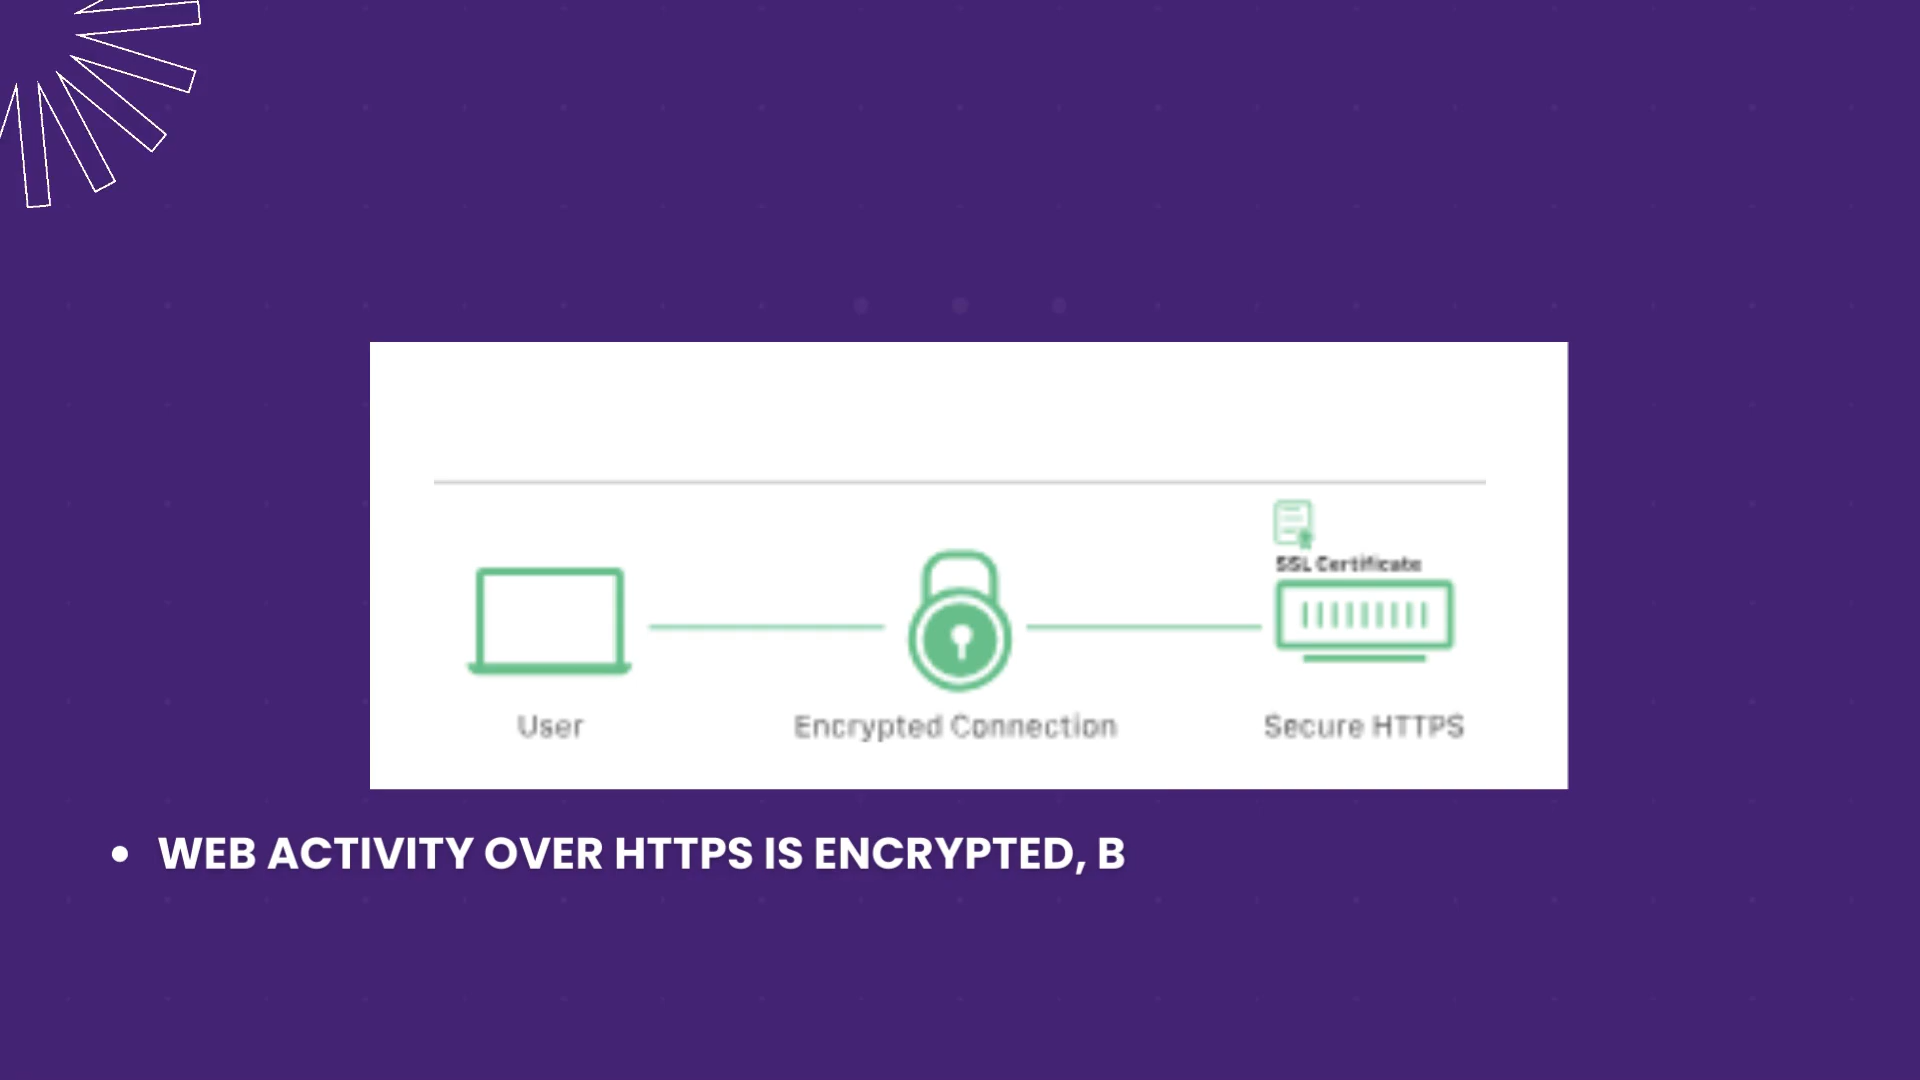 SSL Certificate
User
Encrypted Connection
Secure HTTPS
• WEB ACTIVITY OVER HTTPS IS ENCRYPTED, B